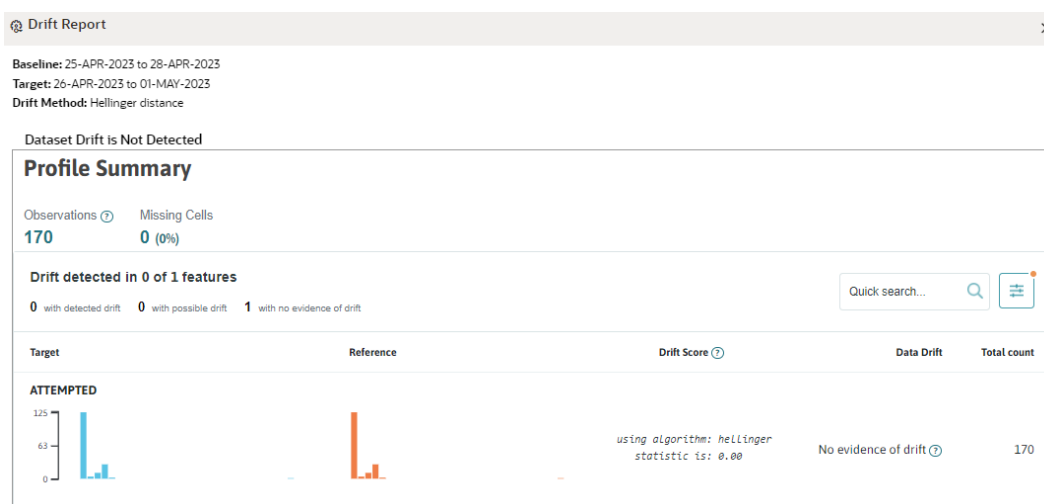 Drift Report
Baseline: 25-APR-2023 to 28-APR-2023
Target: 26-APR-2023 to 01-MAY-2023
Drift Method: Hellinger distance
Dataset Drift is Not Detected
Profile Summary
Observations ? Missing Cells
170 0 (0%)
Drift detected in 0 of 1 features
0 with detected drift 0 with possible drift 1 with no evidence of drift
Quick search...
Target Reference Drift Score ? Data Drift Total count
ATTEMPTED
125
63
0
using algorithm: hellinger
statistic is: 0.00
No evidence of drift ? 170